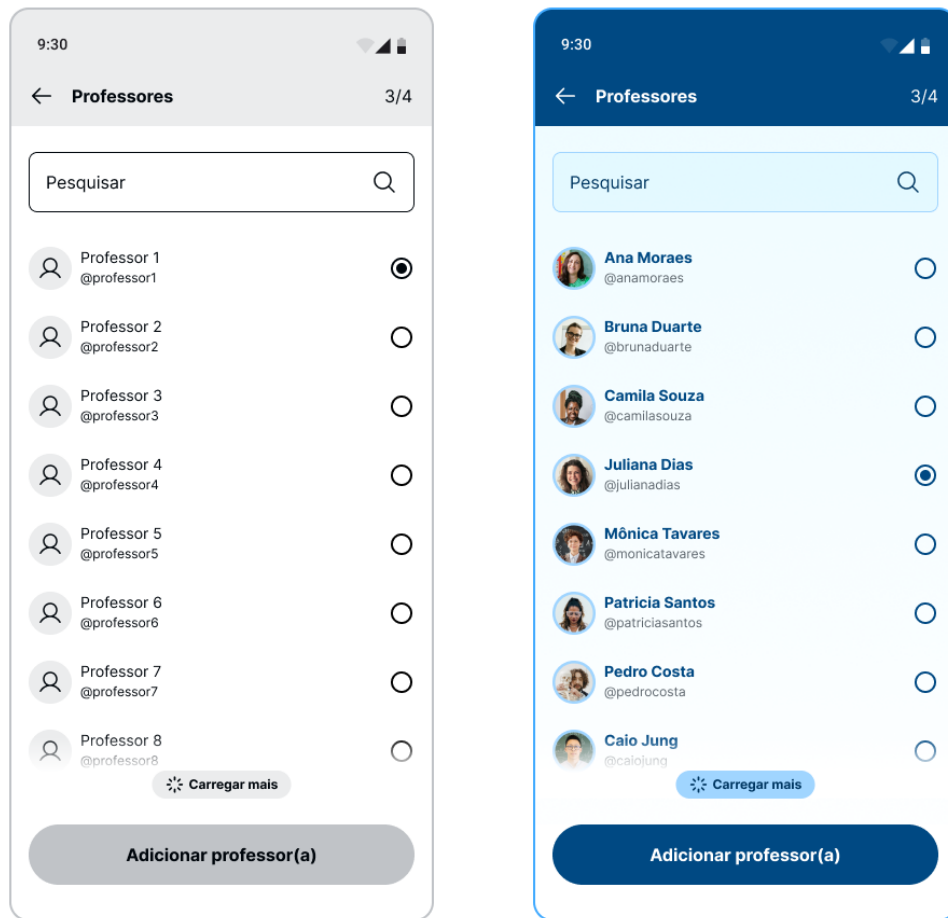 9:30
Professores 3/4
Pesquisar
Professor 1
@professor1
Professor 2
@professor2
Professor 3
@professor3
Professor 4
@professor4
Professor 5
@professor5
Professor 6
@professor6
Professor 7
@professor7
Professor 8
@professor8
Carregar mais
Adicionar professor(a)
9:30
Professores 3/4
Pesquisar
Ana Moraes
@anamoraes
Bruna Duarte
@brunaduarte
Camila Souza
@camilasouza
Juliana Dias
@julianadias
Mônica Tavares
@monicatavares
Patricia Santos
@patriciasantos
Pedro Costa
@pedrocosta
Caio Jung
@caiojung
Carregar mais
Adicionar professor(a)